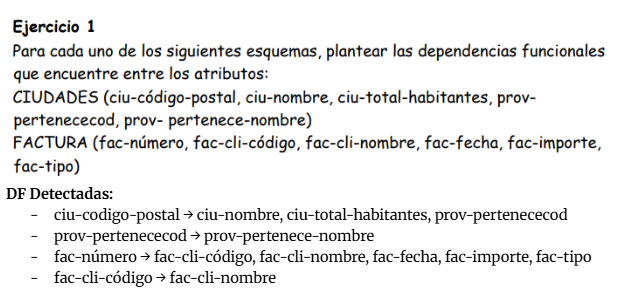 Ejercicio 1
Para cada uno de los siguientes esquemas, plantear las dependencias funcionales
que encuentre entre los atributos:
CIUDADES (ciu-código-postal, ciu-nombre, ciu-total-habitantes, prov-
pertenececod, prov- pertenece-nombre)
FACTURA (fac-número, fac-cli-código, fac-cli-nombre, fac-fecha, fac-importe,
fac-tipo)
DF Detectadas:
- ciu-codigo-postal → ciu-nombre, ciu-total-habitantes, prov-pertenececod
- prov-pertenececod → prov-pertenece-nombre
- fac-número → fac-cli-código, fac-cli-nombre, fac-fecha, fac-importe, fac-tipo
- fac-cli-código → fac-cli-nombre